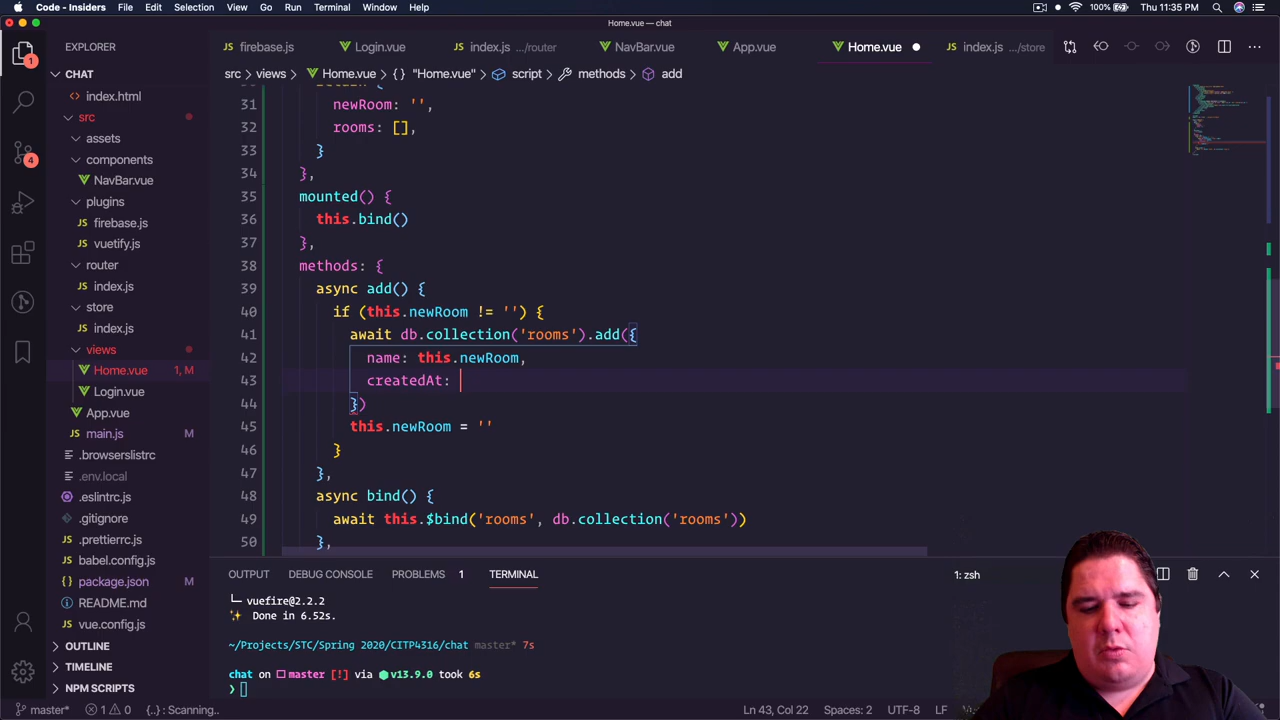 Code - Insiders File Edit Selection View Go Run Terminal Window Help 100% Thu 11:35 PM
Home.vue — chat
EXPLORER
firebase.js Login.vue index.js .../router NavBar.vue App.vue Home.vue index.js .../store
CHAT
src > views > Home.vue > {} "Home.vue" > script > methods > add
index.html
src
assets
components
NavBar.vue
plugins
firebase.js
vuetify.js
router
index.js
store
index.js
views
Home.vue 1, M
Login.vue
App.vue
main.js
.browserslistrc
.env.local
.eslintrc.js
.gitignore
.prettierrc.js
babel.config.js
package.json M
README.md
vue.config.js
OUTLINE
TIMELINE
NPM SCRIPTS
1
4
31 newRoom: '',
32 rooms: [],
33 }
34 },
35 mounted() {
36 this.bind()
37 },
38 methods: {
39 async add() {
40 if (this.newRoom != '') {
41 await db.collection('rooms').add({
42 name: this.newRoom,
43 createdAt:
44 })
45 this.newRoom = ''
46 }
47 },
48 async bind() {
49 await this.$bind('rooms', db.collection('rooms'))
50 },
OUTPUT DEBUG CONSOLE PROBLEMS 1 TERMINAL 1: zsh
└─ vuefire@2.2.2
✨ Done in 6.52s.
~/Projects/STC/Spring 2020/CITP4316/chat master* 7s
chat on master [!] via v13.9.0 took 6s
❯
master* 1 0 {..} : Scanning.. Ln 43, Col 22 Spaces: 2 UTF-8 LF